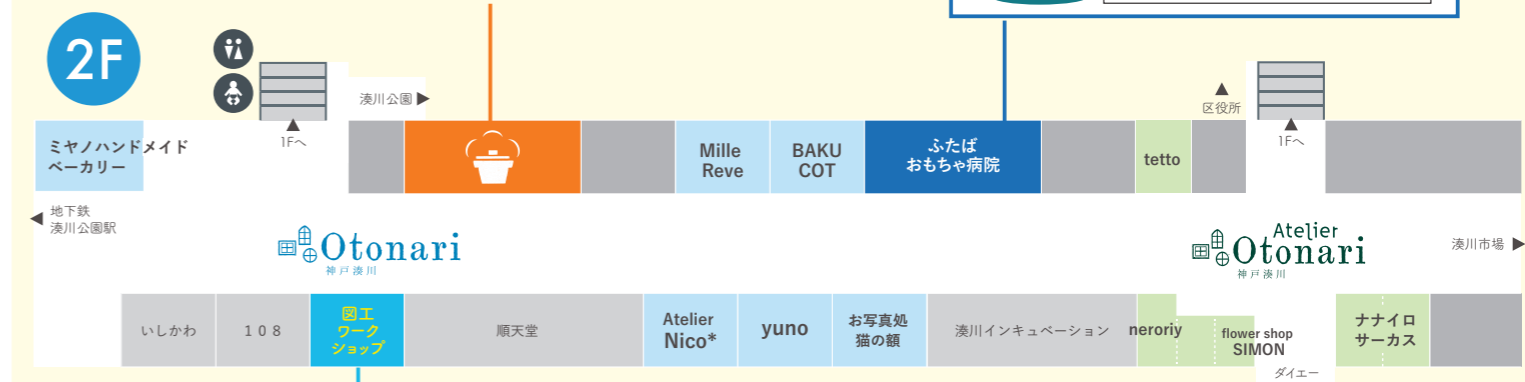 2F
湊川公園 ▶
▲
1Fへ
▲
区役所
▲
1Fへ
ミヤノハンドメイド
ベーカリー
Mille
Reve
BAKU
COT
ふたば
おもちゃ病院
tetto
◀ 地下鉄
湊川公園駅
Otonari
神戸湊川
Atelier
Otonari
神戸湊川
湊川市場 ▶
いしかわ
108
図工
ワーク
ショップ
順天堂
Atelier
Nico*
yuno
お写真処
猫の額
湊川インキュベーション
neroriy
flower shop
SIMON
ナナイロ
サーカス
ダイエー